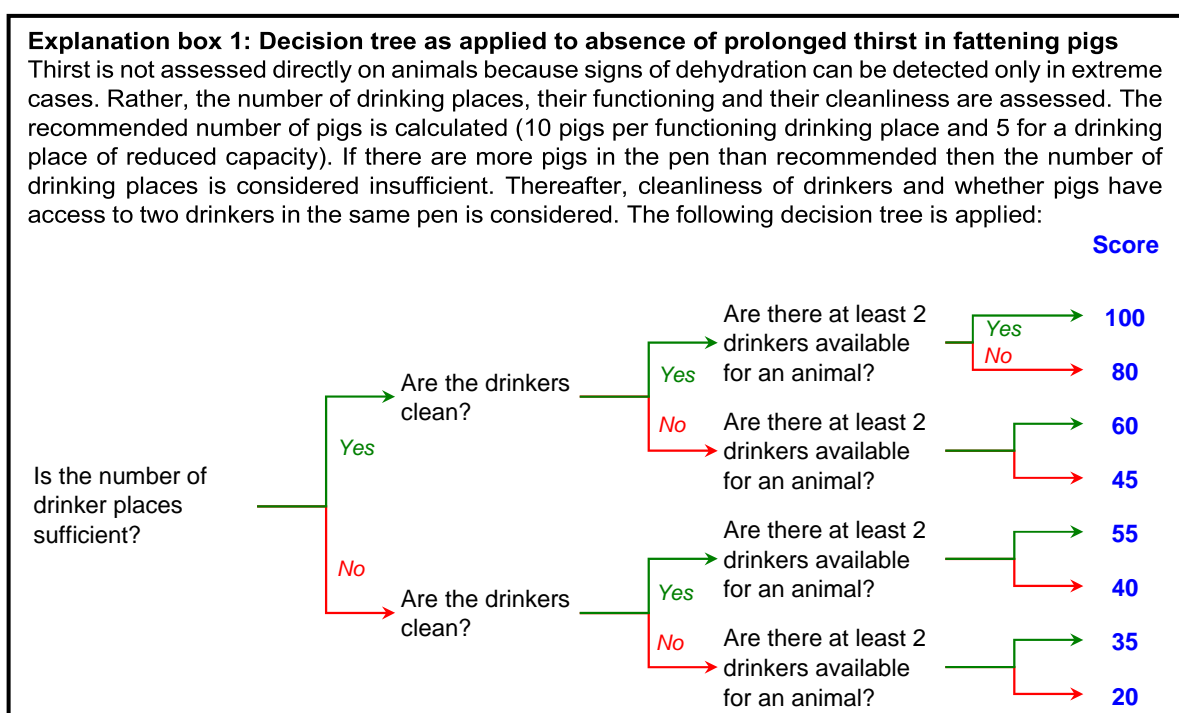 Explanation box 1: Decision tree as applied to absence of prolonged thirst in fattening pigs
Thirst is not assessed directly on animals because signs of dehydration can be detected only in extreme
cases. Rather, the number of drinking places, their functioning and their cleanliness are assessed. The
recommended number of pigs is calculated (10 pigs per functioning drinking place and 5 for a drinking
place of reduced capacity). If there are more pigs in the pen than recommended then the number of
drinking places is considered insufficient. Thereafter, cleanliness of drinkers and whether pigs have
access to two drinkers in the same pen is considered. The following decision tree is applied:
Score
Is the number of
drinker places
sufficient?
Yes
No
Are the drinkers
clean?
Yes
No
Are there at least 2
drinkers available
for an animal?
Yes
No
100
80
Are there at least 2
drinkers available
for an animal?
60
45
Are the drinkers
clean?
Yes
No
Are there at least 2
drinkers available
for an animal?
55
40
Are there at least 2
drinkers available
for an animal?
35
20